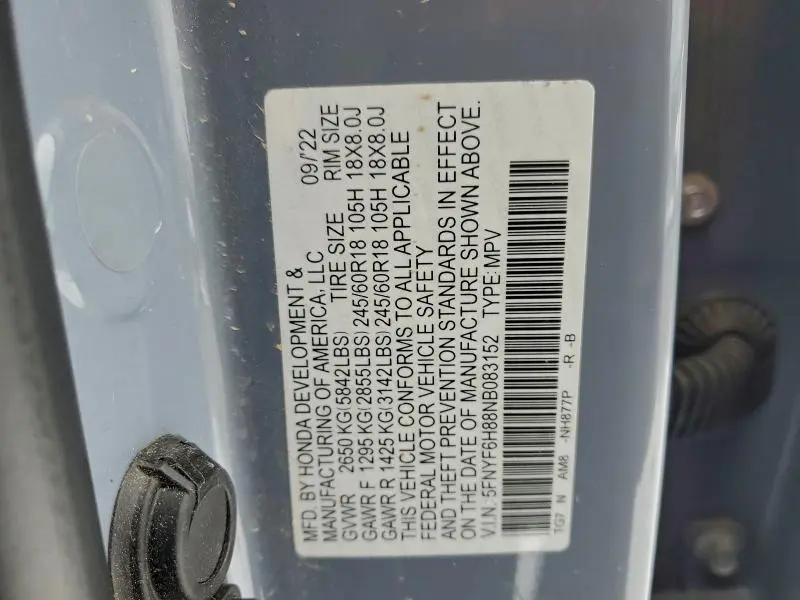 MFD. BY HONDA DEVELOPMENT &
MANUFACTURING OF AMERICA, LLC 09/'22
GVWR 2650 KG(5842LBS) TIRE SIZE RIM SIZE
GAWR F 1295 KG(2855LBS) 245/60R18 105H 18X8.0J
GAWR R 1425 KG(3142LBS) 245/60R18 105H 18X8.0J
THIS VEHICLE CONFORMS TO ALL APPLICABLE
FEDERAL MOTOR VEHICLE SAFETY
AND THEFT PREVENTION STANDARDS IN EFFECT
ON THE DATE OF MANUFACTURE SHOWN ABOVE.
V.I.N.: 5FNYF6H88NB083152 TYPE: MPV
TG7 N AM8 -NH877P -R -B